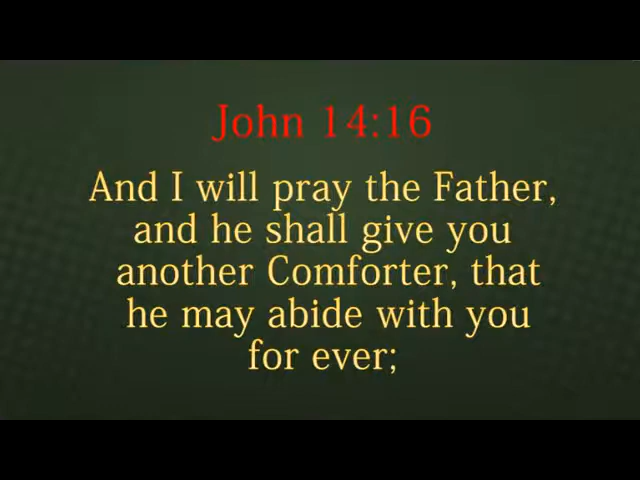 John 14:16
And I will pray the Father,
and he shall give you
another Comforter, that
he may abide with you
for ever;